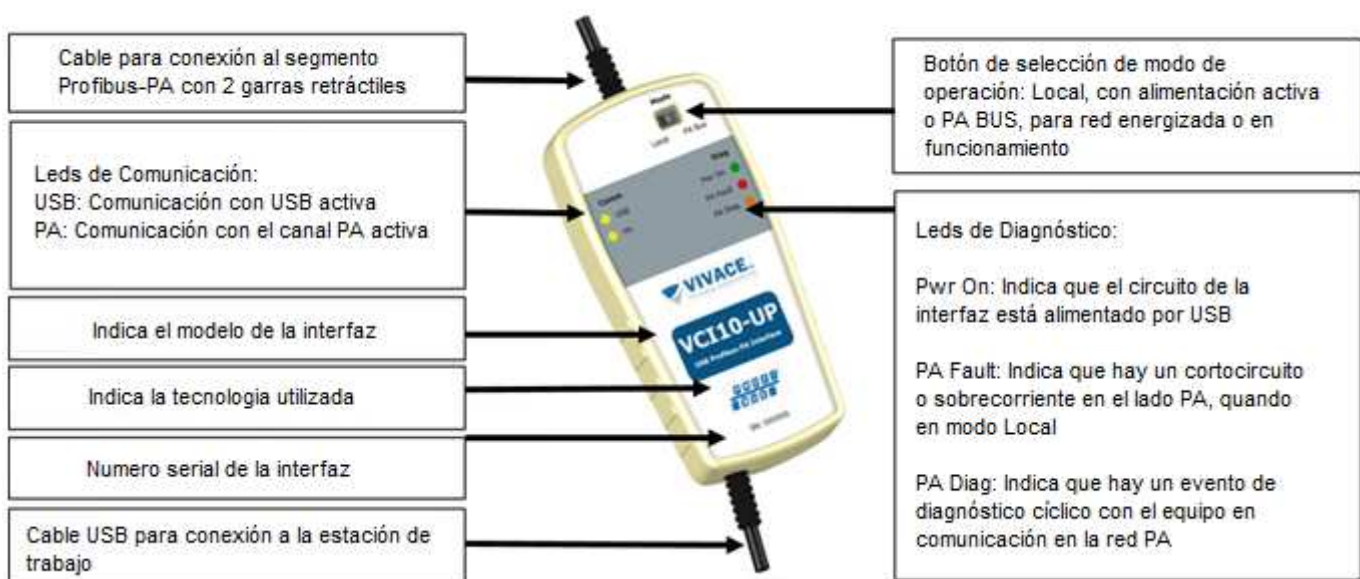 Cable para conexión al segmento
Profibus-PA con 2 garras retráctiles
Leds de Comunicación:
USB: Comunicación con USB activa
PA: Comunicación con el canal PA activa
Indica el modelo de la interfaz
Indica la tecnologia utilizada
Numero serial de la interfaz
Cable USB para conexión a la estación de
trabajo
Mode
Local
PA Bus
Comm
USB
PA
Diag
Pwr On
PA Fault
PA Diag
VIVACE
VCI10-UP
USB Profibus-PA Interface
Botón de selección de modo de
operación: Local, con alimentación activa
o PA BUS, para red energizada o en
funcionamiento
Leds de Diagnóstico:
Pwr On: Indica que el circuito de la
interfaz está alimentado por USB
PA Fault: Indica que hay un cortocircuito
o sobrecorriente en el lado PA, quando
en modo Local
PA Diag: Indica que hay un evento de
diagnóstico cíclico con el equipo en
comunicación en la red PA